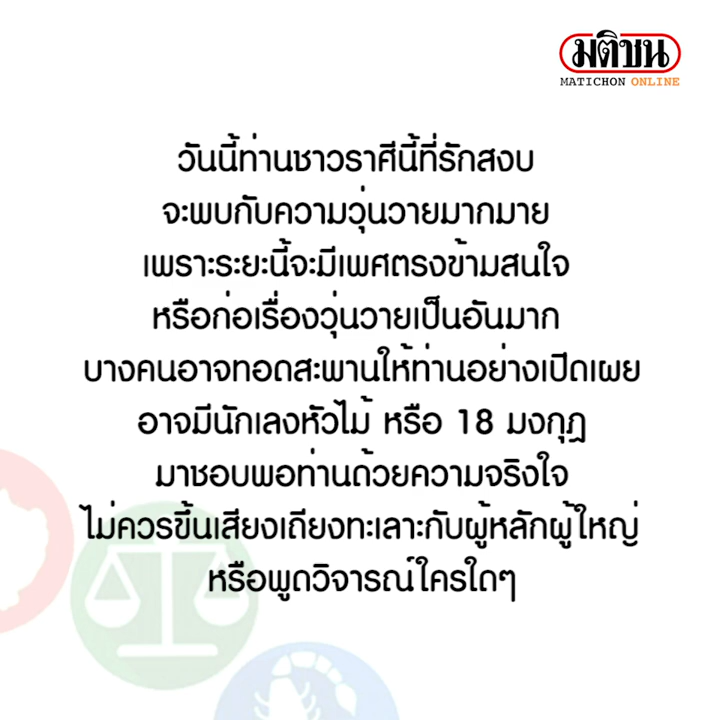 มติชน
MATICHON ONLINE
วันนี้ท่านชาวราศีนี้ที่รักสงบ
จะพบกับความวุ่นวายมากมาย
เพราะระยะนี้จะมีเพศตรงข้ามสนใจ
หรือก่อเรื่องวุ่นวายเป็นอันมาก
บางคนอาจทอดสะพานให้ท่านอย่างเปิดเผย
อาจมีนักเลงหัวไม้ หรือ 18 มงกุฎ
มาชอบพอท่านด้วยความจริงใจ
ไม่ควรขึ้นเสียงเถียงทะเลาะกับผู้หลักผู้ใหญ่
หรือพูดวิจารณ์ใครใดๆ